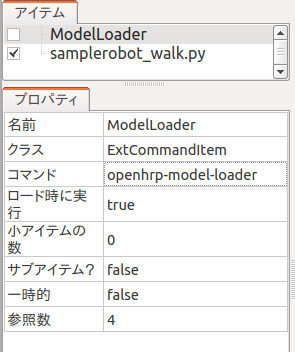 アイテム
ModelLoader
samplerobot_walk.py
プロパティ
名前 ModelLoader
クラス ExtCommandItem
コマンド openhrp-model-loader
ロード時に実
行 true
小アイテムの
数 0
サブアイテム? false
一時的 false
参照数 4